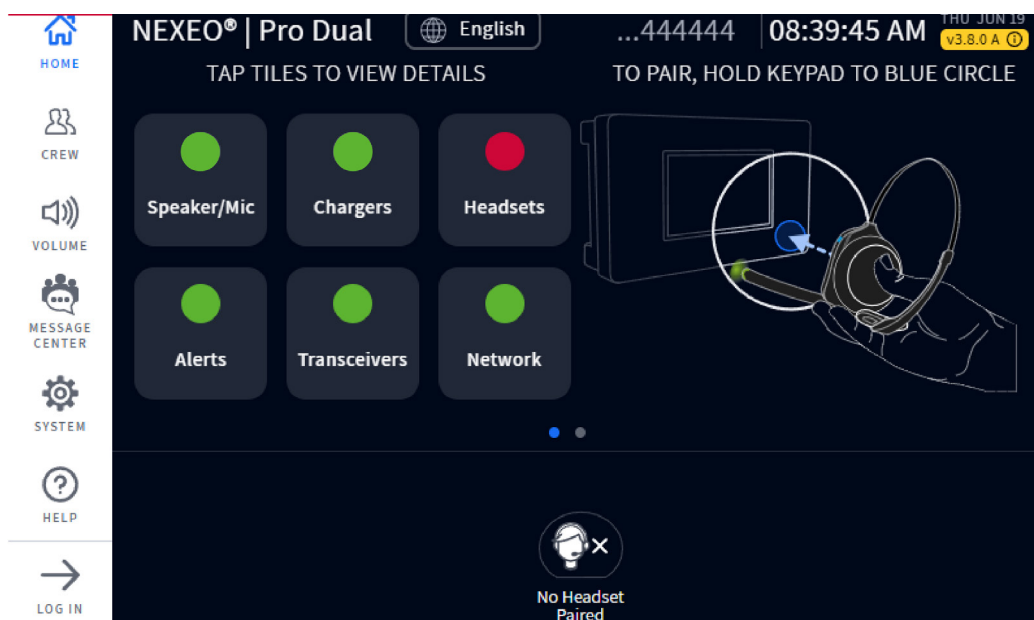 HOME
CREW
VOLUME
MESSAGE
CENTER
SYSTEM
HELP
LOG IN
NEXEO® | Pro Dual
English
...444444
08:39:45 AM
THU JUN 19
v3.8.0 A
TAP TILES TO VIEW DETAILS
TO PAIR, HOLD KEYPAD TO BLUE CIRCLE
Speaker/Mic
Chargers
Headsets
Alerts
Transceivers
Network
No Headset
Paired